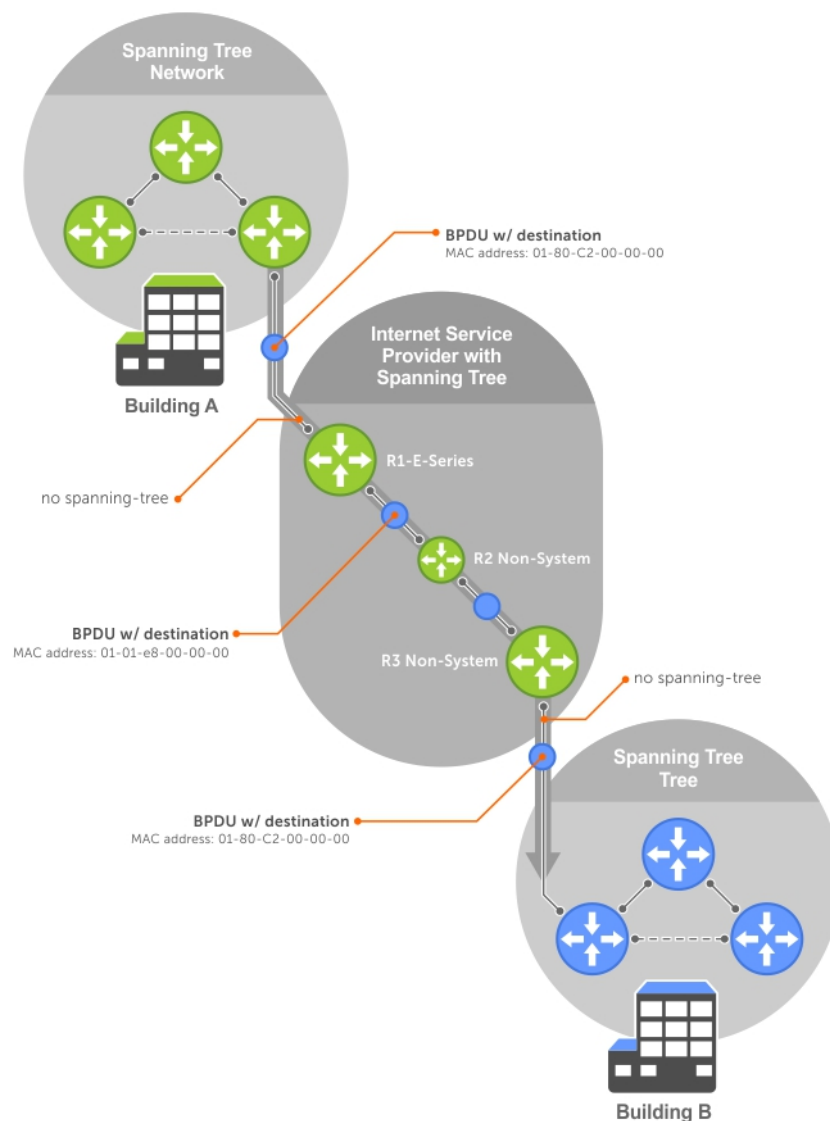 Spanning Tree
Network
BPDU w/ destination
MAC address: 01-80-C2-00-00-00
Building A
Internet Service
Provider with
Spanning Tree
R1-E-Series
no spanning-tree
R2 Non-System
BPDU w/ destination
MAC address: 01-01-e8-00-00-00
R3 Non-System
no spanning-tree
Spanning Tree
Tree
BPDU w/ destination
MAC address: 01-80-C2-00-00-00
Building B